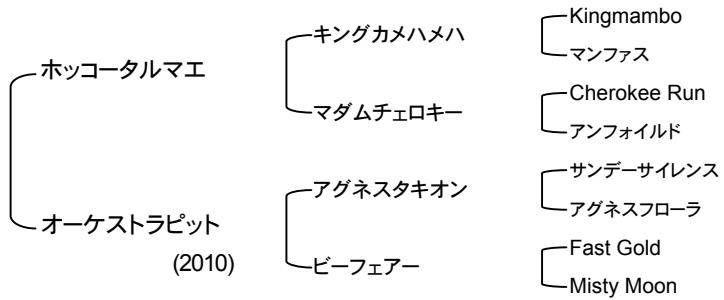 ホッコータルマエ
オーケストラピット
(2010)
キングカメハメハ
マダムチェロキー
アグネスタキオン
ビーフェアー
Kingmambo
マンファス
Cherokee Run
アンフォイルド
サンデーサイレンス
アグネスフローラ
Fast Gold
Misty Moon